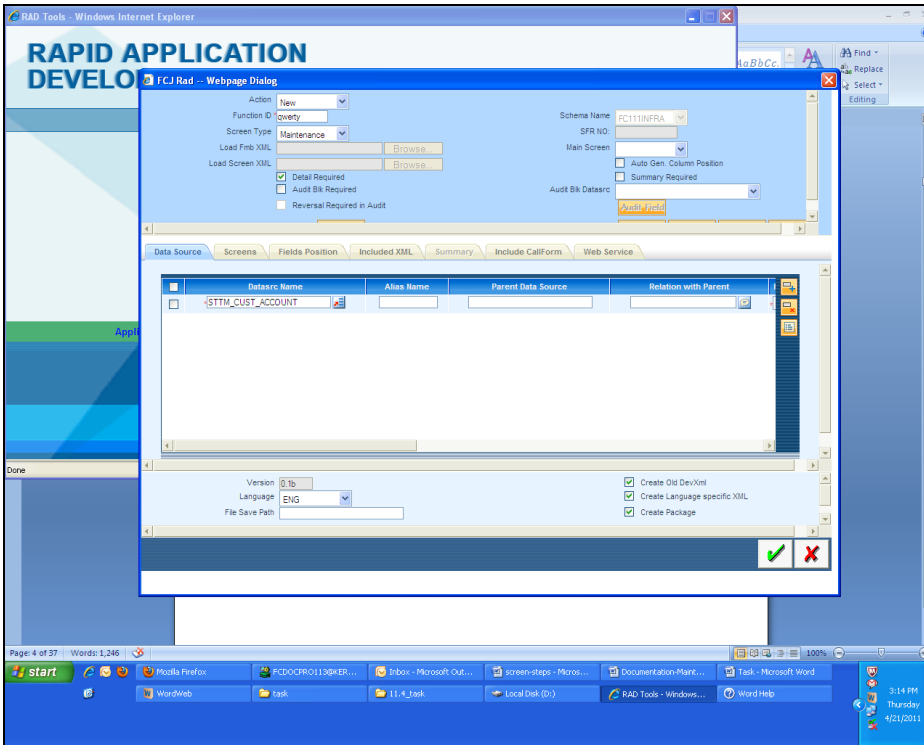 RAD Tools - Windows Internet Explorer
RAPID APPLICATION
DEVELO
AaBbCc.
Find
Replace
Select
Editing
FCJ Rad -- Webpage Dialog
Action New
Function ID *qwerty
Schema Name FC111INFRA
Screen Type Maintenance
SFR NO:
Load Fmb XML Browse...
Main Screen
Load Screen XML Browse...
Auto Gen. Column Position
Detail Required
Summary Required
Audit Blk Required
Audit Blk Datasrc
Reversal Required in Audit
Audit Field
Data Source Screens Fields Position Included XML Summary Include CallForm Web Service
Datasrc Name Alias Name Parent Data Source Relation with Parent
*STTM_CUST_ACCOUNT
Appli
Done
Version 0.1b
Create Old DevXml
Language ENG
Create Language specific XML
File Save Path
Create Package
Page: 4 of 37 Words: 1,246 100%
start Mozilla Firefox FCDOCPRO113@KER... Inbox - Microsoft Out... screen-steps - Micros... Documentation-Maint... Task - Microsoft Word
WordWeb task 11.4_task Local Disk (D:) RAD Tools - Windows... Word Help
3:14 PM
Thursday
4/21/2011